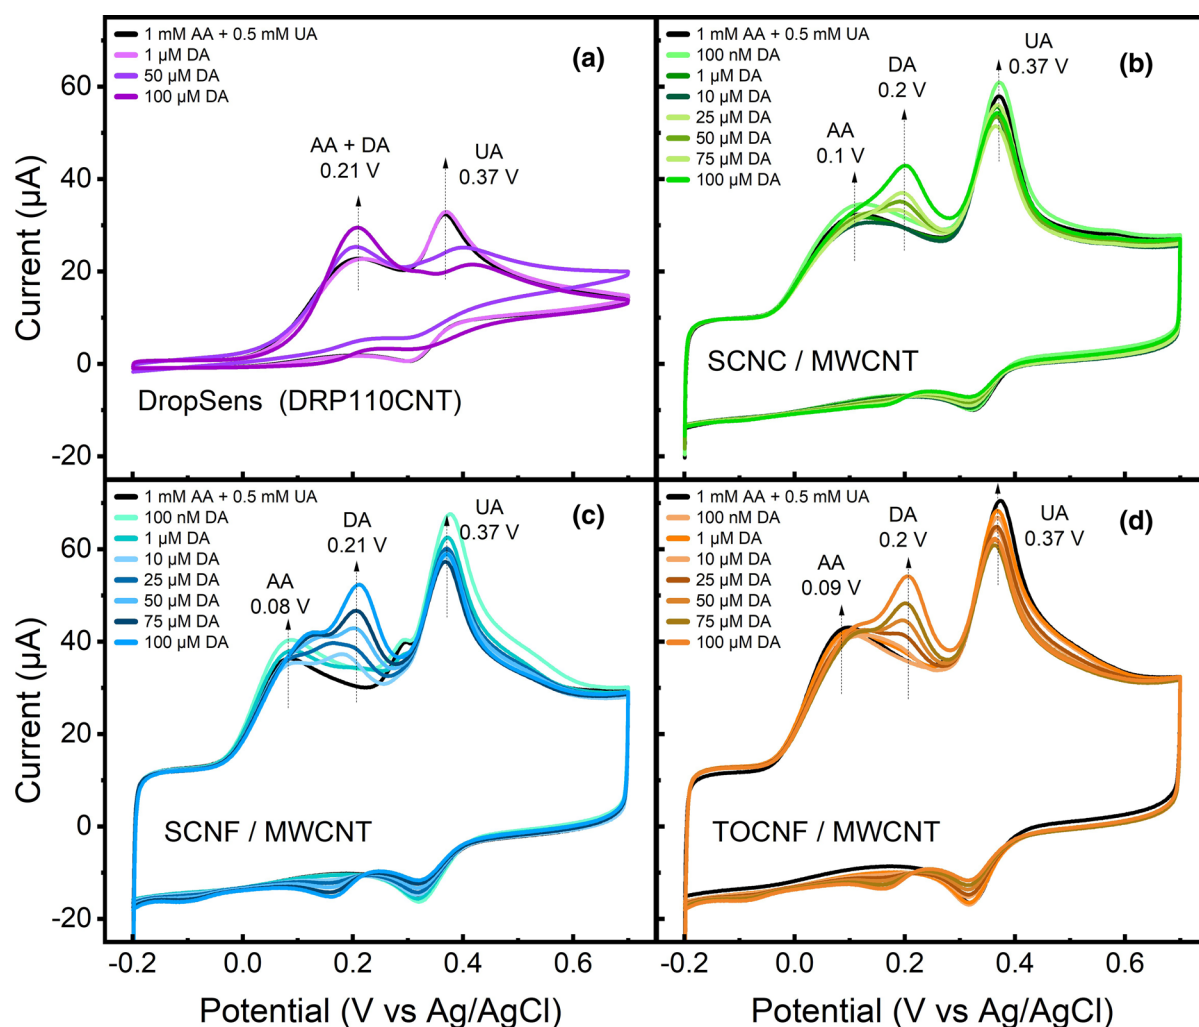 1 mM AA + 0.5 mM UA
1 µM DA
50 µM DA
100 µM DA
(a)
AA + DA
0.21 V
UA
0.37 V
DropSens (DRP110CNT)
60
40
20
0
-20
Current (µA)
1 mM AA + 0.5 mM UA
100 nM DA
1 µM DA
10 µM DA
25 µM DA
50 µM DA
75 µM DA
100 µM DA
(b)
AA
0.1 V
DA
0.2 V
UA
0.37 V
SCNC / MWCNT
1 mM AA + 0.5 mM UA
100 nM DA
1 µM DA
10 µM DA
25 µM DA
50 µM DA
75 µM DA
100 µM DA
(c)
AA
0.08 V
DA
0.21 V
UA
0.37 V
SCNF / MWCNT
60
40
20
0
-20
Current (µA)
-0.2 0.0 0.2 0.4 0.6
Potential (V vs Ag/AgCl)
1 mM AA + 0.5 mM UA
100 nM DA
1 µM DA
10 µM DA
25 µM DA
50 µM DA
75 µM DA
100 µM DA
(d)
AA
0.09 V
DA
0.2 V
UA
0.37 V
TOCNF / MWCNT
-0.2 0.0 0.2 0.4 0.6
Potential (V vs Ag/AgCl)